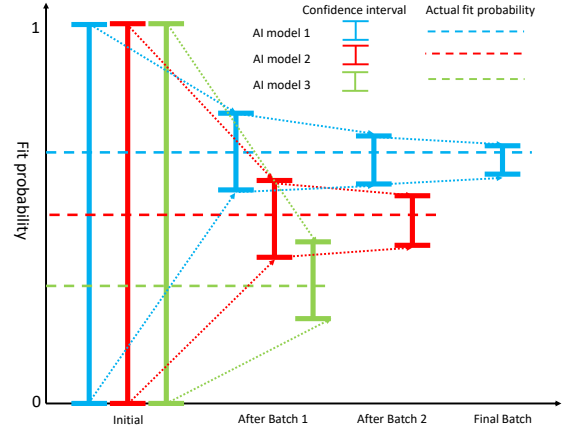 Confidence interval Actual fit probability
AI model 1
AI model 2
AI model 3
1
Fit probability
0
Initial After Batch 1 After Batch 2 Final Batch